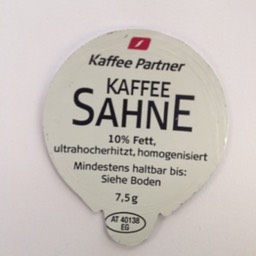 Kaffee Partner
KAFFEE
SAHNE
10% Fett,
ultrahocherhitzt, homogenisiert
Mindestens haltbar bis:
Siehe Boden
7,5 g
AT 40138
EG